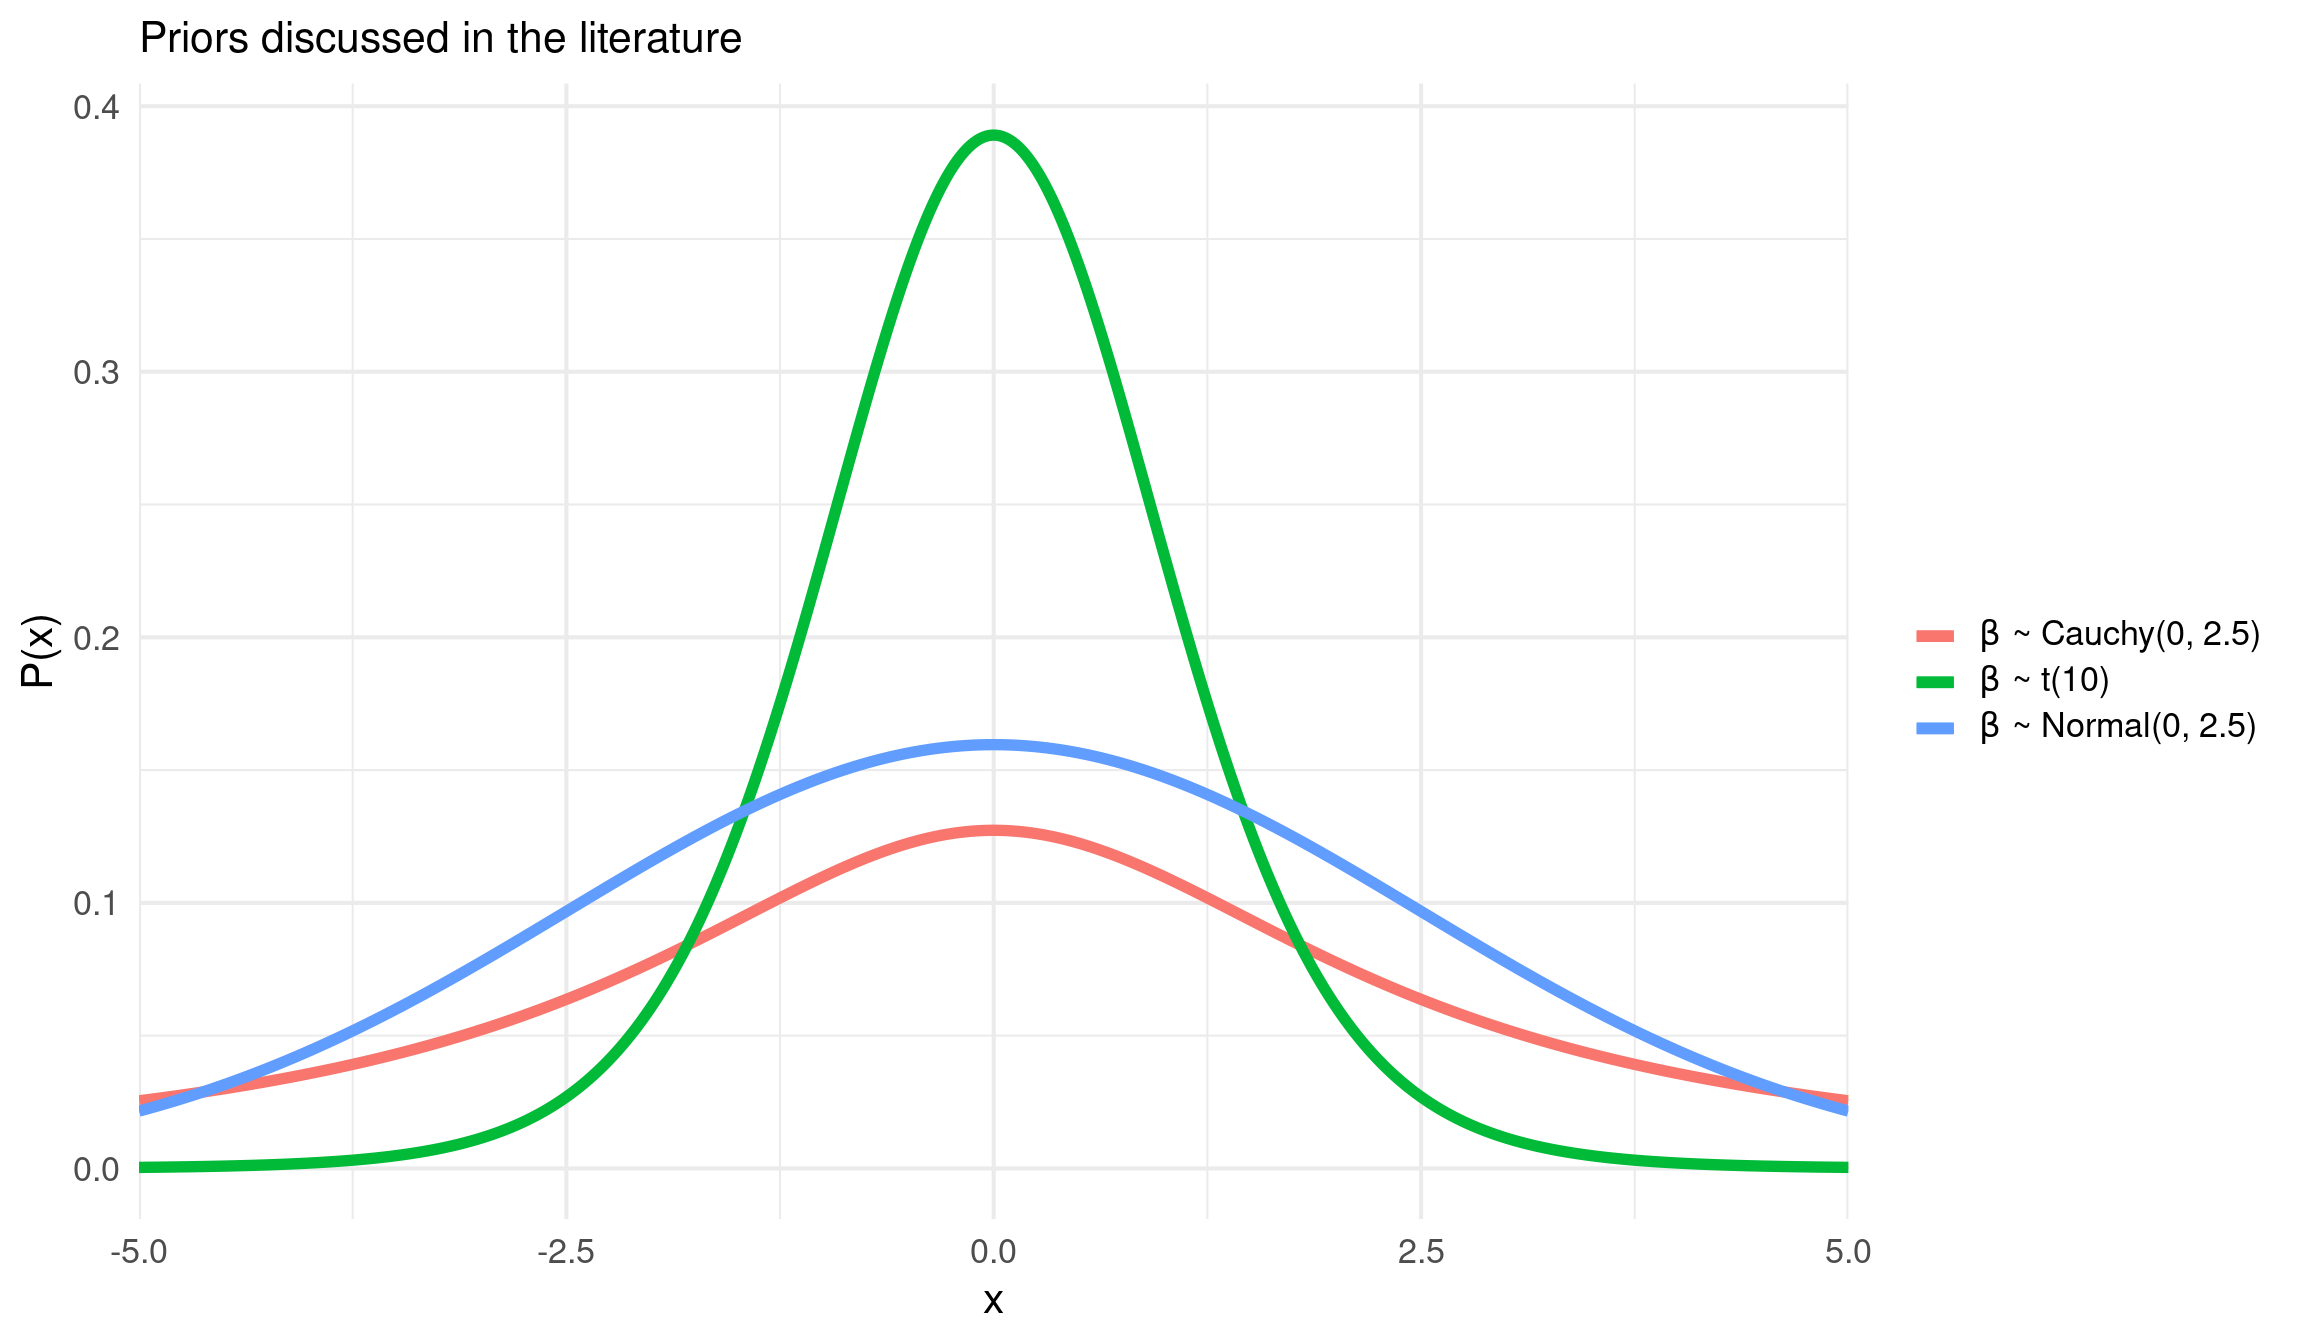 Priors discussed in the literature
0.4
0.3
0.2
0.1
0.0
P(x)
-5.0
-2.5
0.0
2.5
5.0
x
β ~ Cauchy(0, 2.5)
β ~ t(10)
β ~ Normal(0, 2.5)